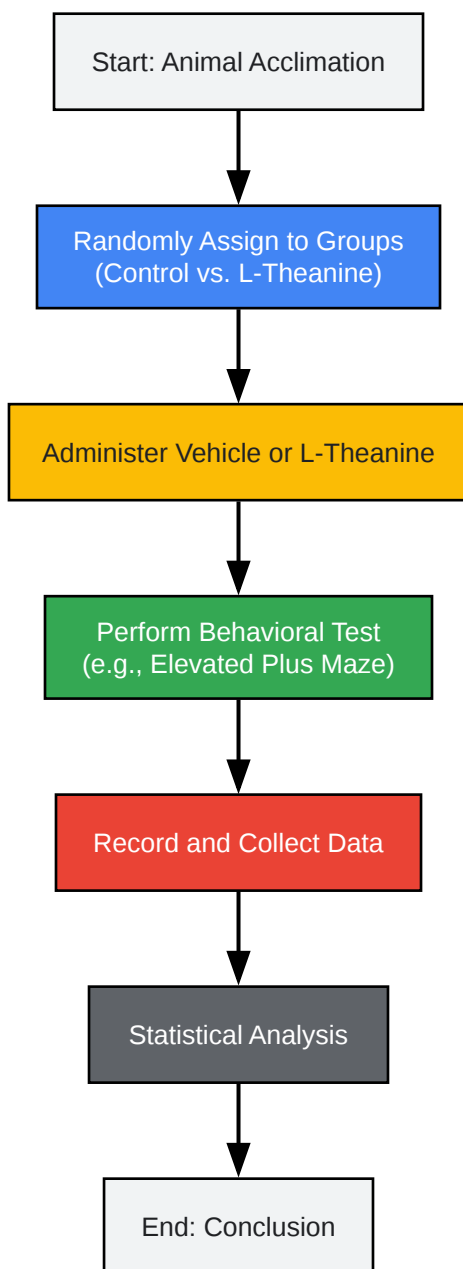 Start: Animal Acclimation
Randomly Assign to Groups
(Control vs. L-Theanine)
Administer Vehicle or L-Theanine
Perform Behavioral Test
(e.g., Elevated Plus Maze)
Record and Collect Data
Statistical Analysis
End: Conclusion